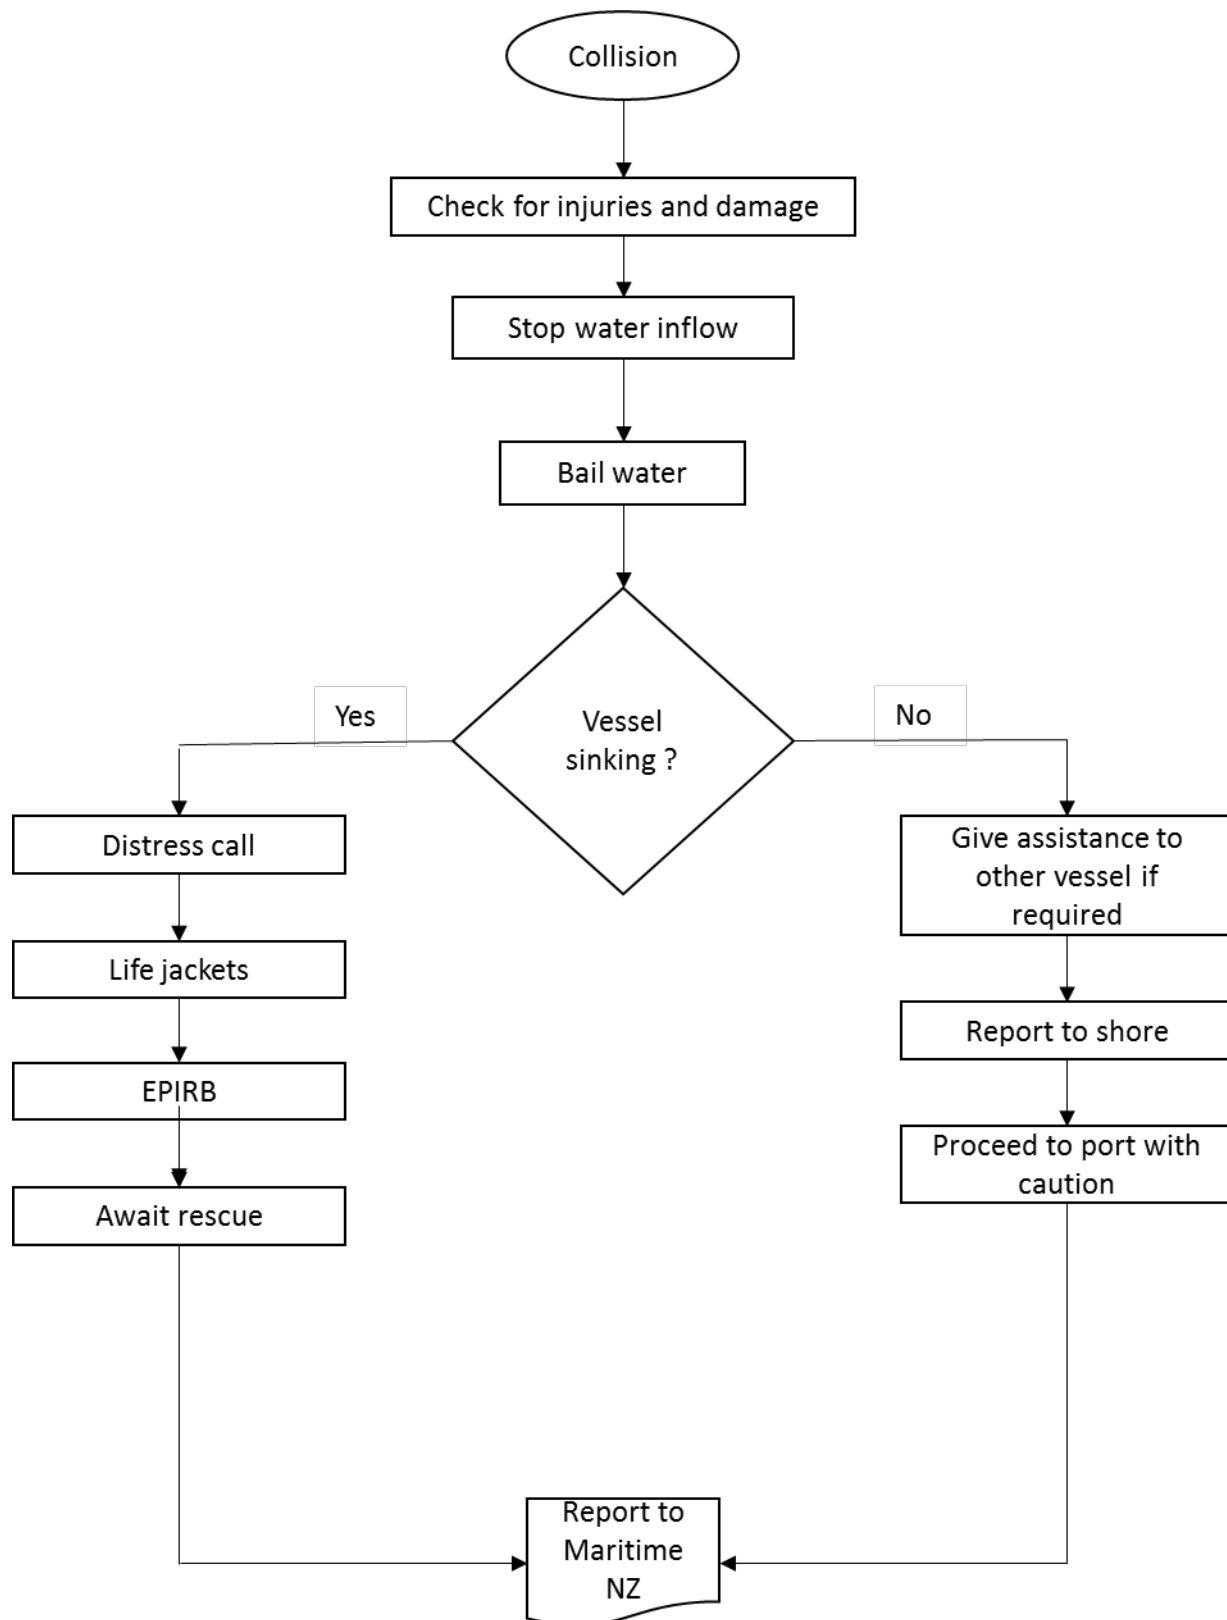 Collision
Check for injuries and damage
Stop water inflow
Bail water
Vessel
sinking ?
Yes
No
Distress call
Life jackets
EPIRB
Await rescue
Give assistance to
other vessel if
required
Report to shore
Proceed to port with
caution
Report to
Maritime
NZ